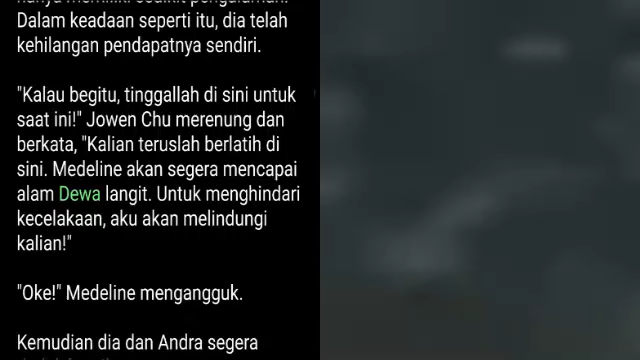 Dalam keadaan seperti itu, dia telah
kehilangan pendapatnya sendiri.
"Kalau begitu, tinggallah di sini untuk
saat ini!" Jowen Chu merenung dan
berkata, "Kalian teruslah berlatih di
sini. Medeline akan segera mencapai
alam Dewa langit. Untuk menghindari
kecelakaan, aku akan melindungi
kalian!"
"Oke!" Medeline mengangguk.
Kemudian dia dan Andra segera